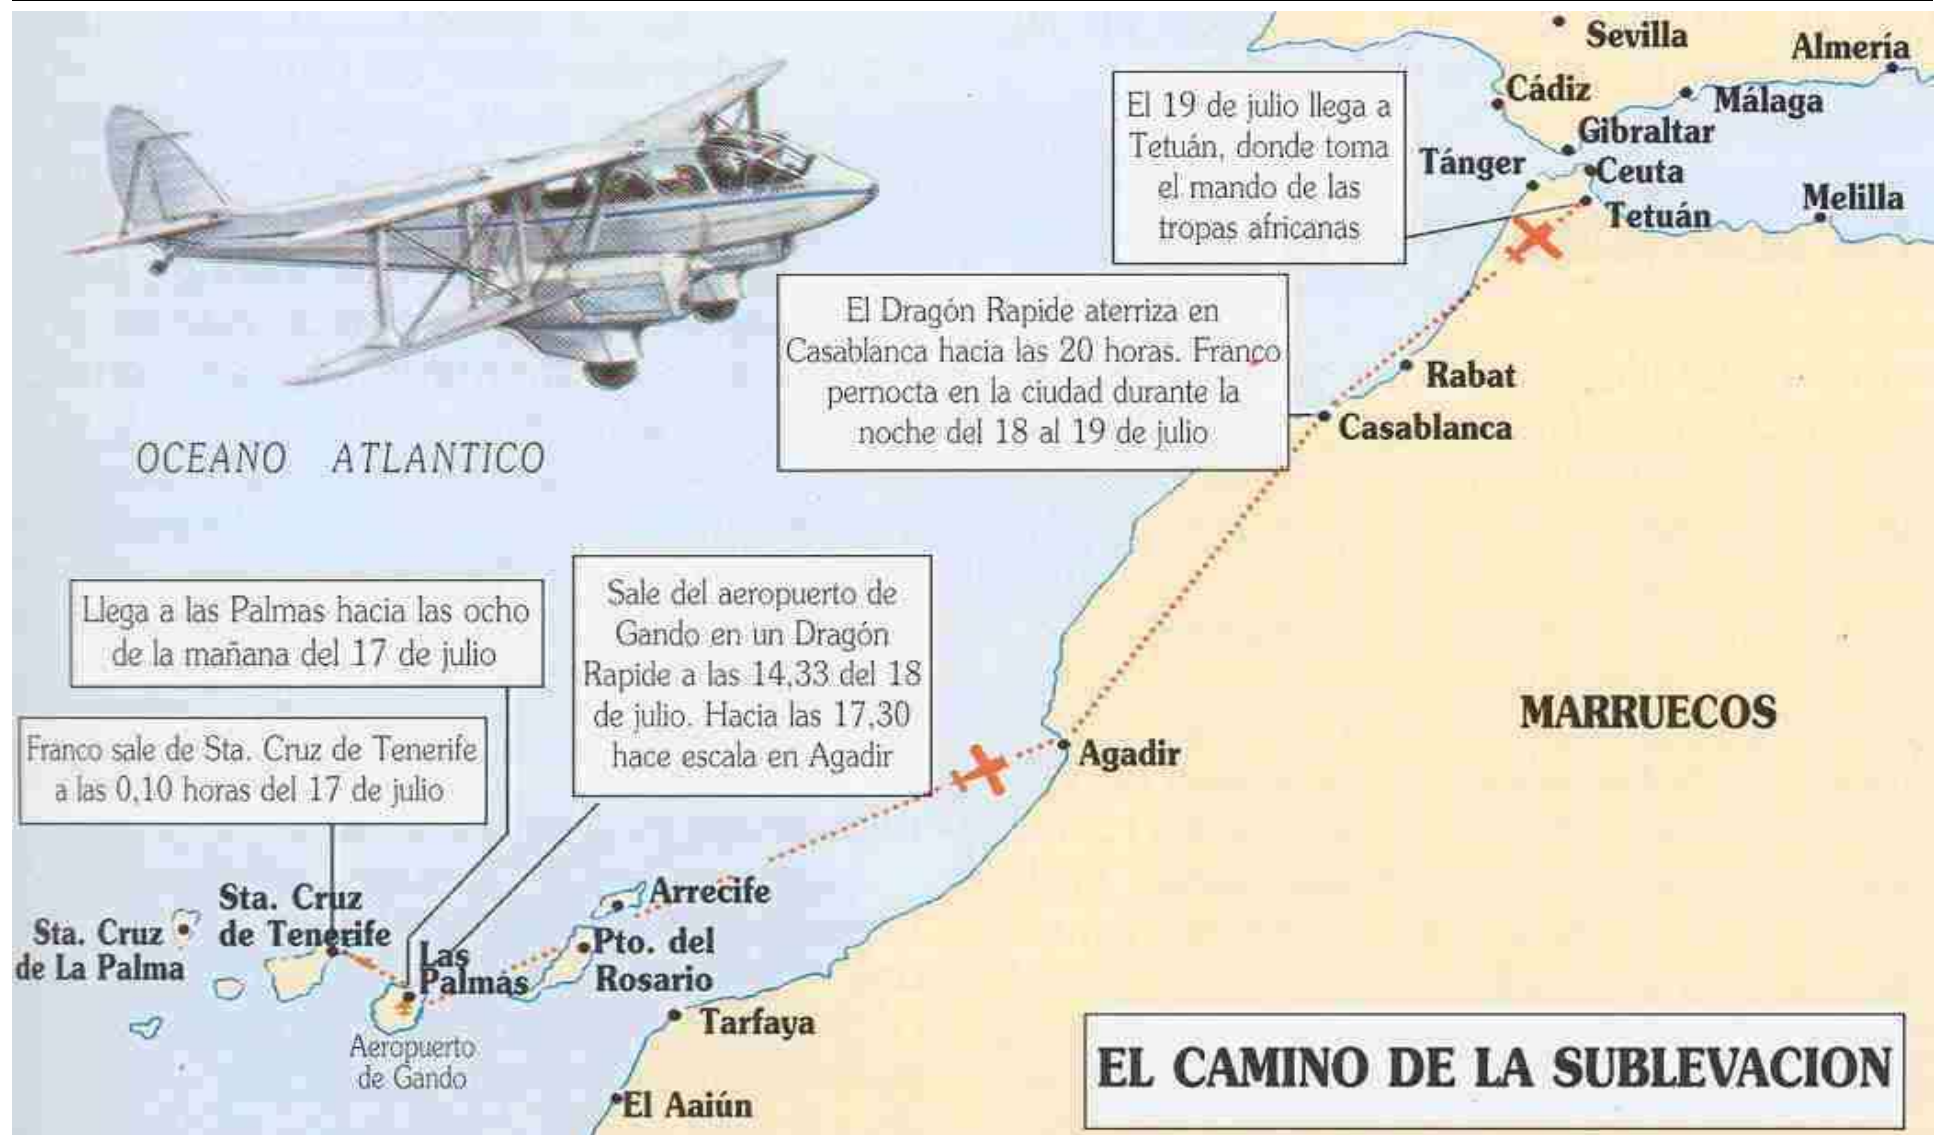 Sevilla
Almería
Cádiz
Málaga
Gibraltar
Tánger
Ceuta
Tetuán
Melilla
El 19 de julio llega a
Tetuán, donde toma
el mando de las
tropas africanas
El Dragón Rapide aterriza en
Casablanca hacia las 20 horas. Franco
pernocta en la ciudad durante la
noche del 18 al 19 de julio
Rabat
Casablanca
OCEANO ATLANTICO
Llega a las Palmas hacia las ocho
de la mañana del 17 de julio
Sale del aeropuerto de
Gando en un Dragón
Rapide a las 14,33 del 18
de julio. Hacia las 17,30
hace escala en Agadir
Franco sale de Sta. Cruz de Tenerife
a las 0,10 horas del 17 de julio
MARRUECOS
Agadir
Sta. Cruz
de Tenerife
Sta. Cruz
de La Palma
Las
Palmas
Arrecife
Pto. del
Rosario
Tarfaya
Aeropuerto
de Gando
El Aaiún
EL CAMINO DE LA SUBLEVACION